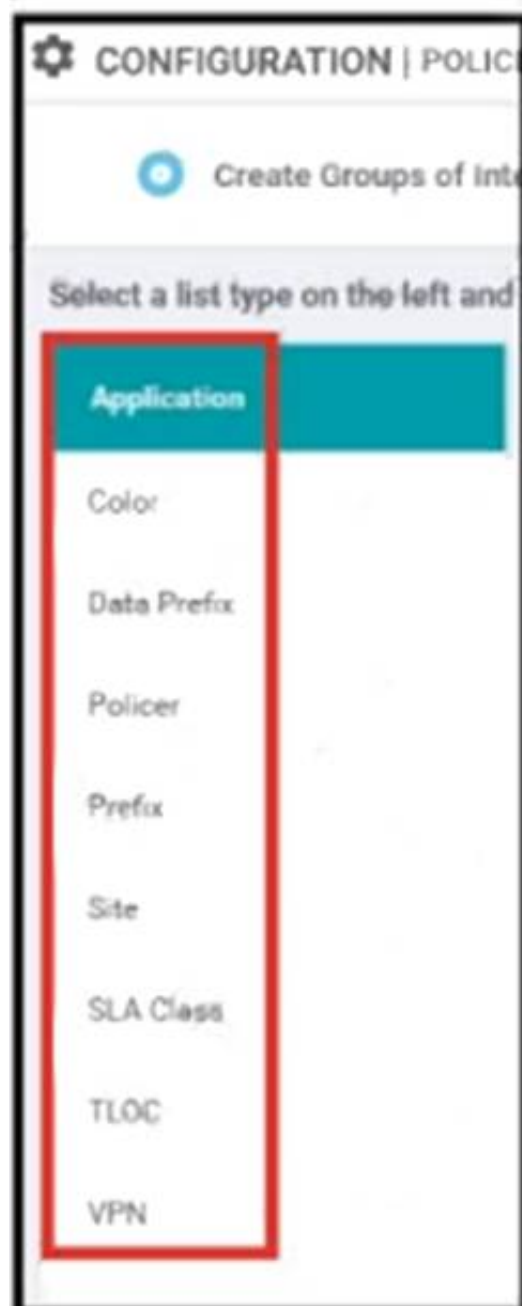 CONFIGURATION | POLICI
Create Groups of Inte
Select a list type on the left and
Application
Color
Data Prefix
Policer
Prefix
Site
SLA Class
TLOC
VPN